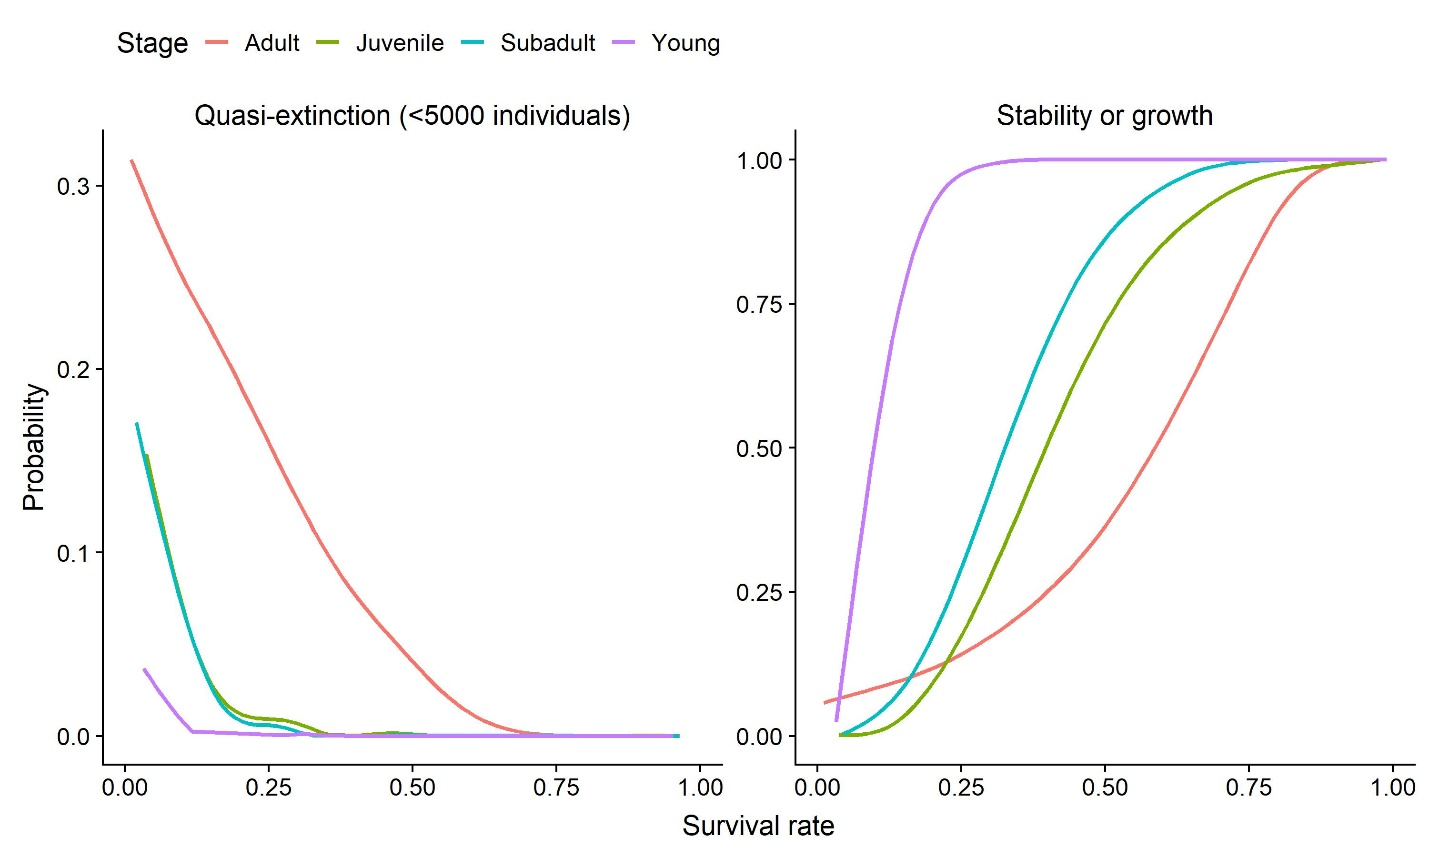 Stage Adult Juvenile Subadult Young
Quasi-extinction (<5000 individuals)
Stability or growth
Probability
0.3
0.2
0.1
0.0
0.00 0.25 0.50 0.75 1.00
1.00
0.75
0.50
0.25
0.00
0.00 0.25 0.50 0.75 1.00
Survival rate